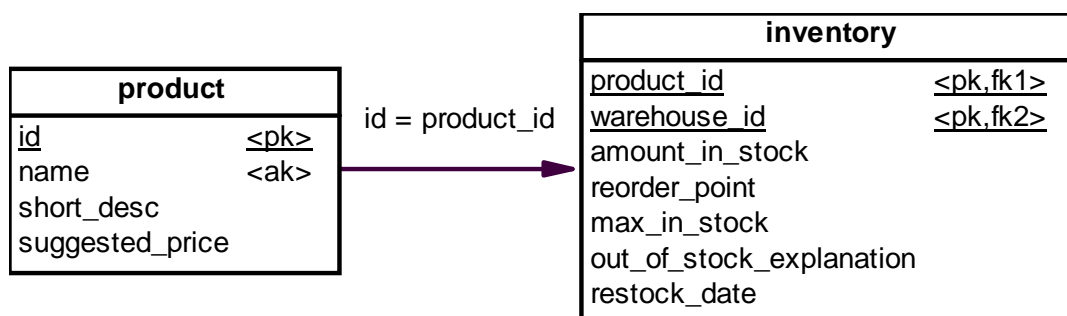 product
id <pk>
name <ak>
short_desc
suggested_price
id = product_id
inventory
product_id <pk,fk1>
warehouse_id <pk,fk2>
amount_in_stock
reorder_point
max_in_stock
out_of_stock_explanation
restock_date